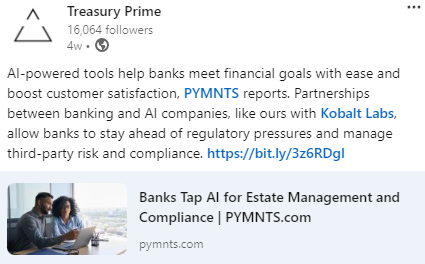 Treasury Prime
16,064 followers
4w •
AI-powered tools help banks meet financial goals with ease and
boost customer satisfaction, PYMNTS reports. Partnerships
between banking and AI companies, like ours with Kobalt Labs,
allow banks to stay ahead of regulatory pressures and manage
third-party risk and compliance. https://bit.ly/3z6RDgI
Banks Tap AI for Estate Management and
Compliance | PYMNTS.com
pymnts.com